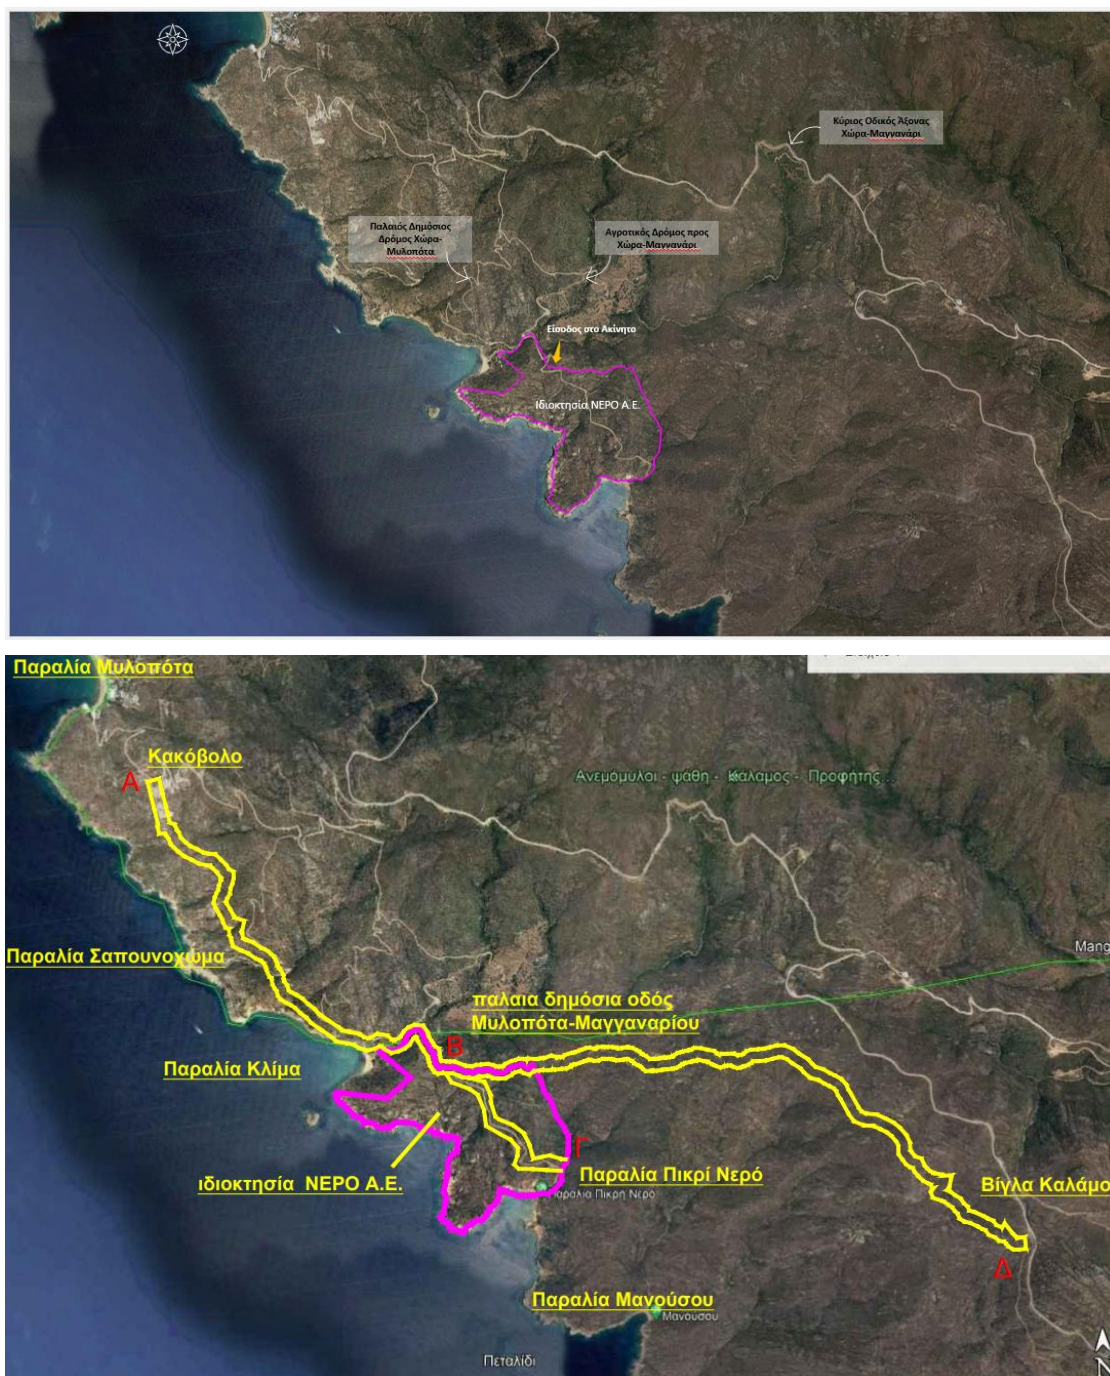 Κύριος Οδικός Άξονας
Χώρα-Μαγγανάρι
Παλαιός Δημόσιος
Δρόμος Χώρα-
Μυλοπότα
Αγροτικός Δρόμος προς
Χώρα-Μαγγανάρι
Είσοδος στο Ακίνητο
Ιδιοκτησία ΝΕΡΟ Α.Ε.
Παραλία Μυλοπότα
Κακόβολο
Α
Ανεμόμυλοι - ψάθη - Κάλαμος - Προφήτης...
Παραλία Σαπουνοχώμα
Mang
παλαια δημόσια οδός
Μυλοπότα-Μαγγαναρίου
Β
Παραλία Κλίμα
Γ
Παραλία Πικρί Νερό
ιδιοκτησία ΝΕΡΟ Α.Ε.
Παραλία Πικρή Νερό
Βίγλα Καλάμο
Δ
Παραλία Μανούσου
Μανούσου
Πεταλίδι
N